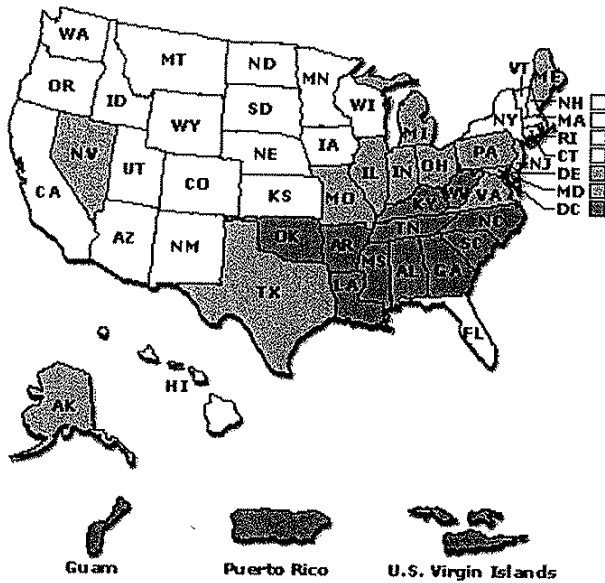 WA
MT
ND
MN
VT
ME
OR
ID
SD
WI
NY
NH
MA
WY
MI
RI
IA
PA
CT
NV
NE
NJ
UT
IL
IN
OH
DE
CA
CO
MD
KS
MO
WV
VA
DC
KY
NC
TN
AZ
NM
OK
AR
SC
MS
AL
GA
TX
LA
FL
HI
AK
Guam
Puerto Rico
U.S. Virgin Islands